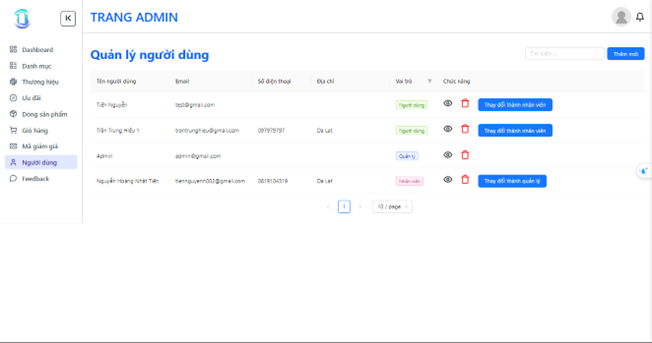 TRANG ADMIN
Dashboard
Danh mục
Thương hiệu
Ưu đãi
Dòng sản phẩm
Giỏ hàng
Mã giảm giá
Người dùng
Feedback
Quản lý người dùng
Tìm kiếm ...
Thêm mới
Tên người dùng Email Số điện thoại Địa chỉ Vai trò Chức năng
Tiến Nguyễn test@gmail.com Người dùng Thay đổi thành nhân viên
Trần Trung Hiếu 1 trantrunghieu@gmail.com 097979797 Da Lat Người dùng Thay đổi thành nhân viên
Admin admin@gmail.com Quản lý
Nguyễn Hoàng Nhật Tiến tiennguyenn002@gmail.com 0819104319 Da Lat Nhân viên Thay đổi thành quản lý
< 1 > 10 / page